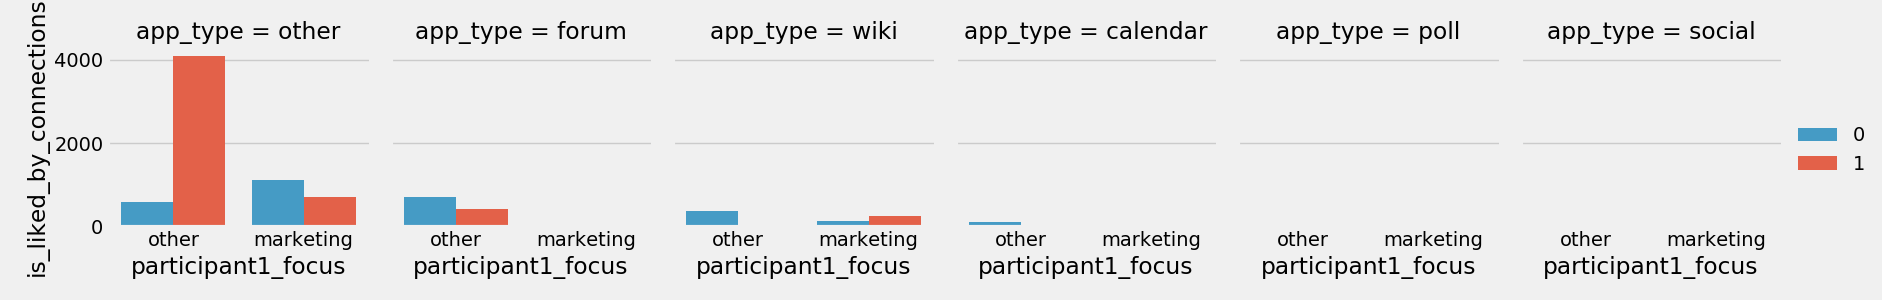 app_type = other
app_type = forum
app_type = wiki
app_type = calendar
app_type = poll
app_type = social
is_liked_by_connections
4000
2000
0
other marketing
other marketing
other marketing
other marketing
other marketing
other marketing
participant1_focus
participant1_focus
participant1_focus
participant1_focus
participant1_focus
participant1_focus
0
1